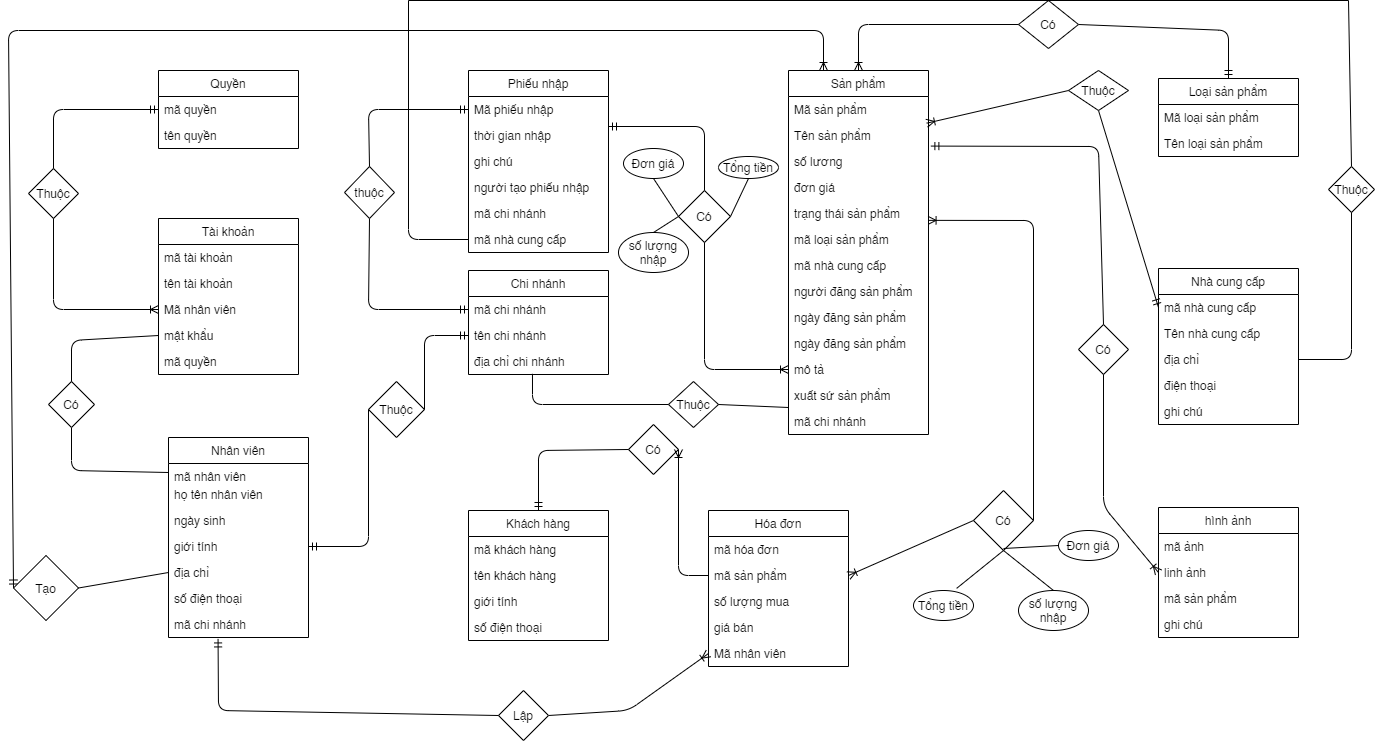 Quyền
mã quyền
tên quyền
Thuộc
Tài khoản
mã tài khoản
tên tài khoản
Mã nhân viên
mật khẩu
mã quyền
Có
Nhân viên
mã nhân viên
họ tên nhân viên
ngày sinh
giới tính
địa chỉ
số điện thoại
mã chi nhánh
Tạo
Phiếu nhập
Mã phiếu nhập
thời gian nhập
ghi chú
người tạo phiếu nhập
mã chi nhánh
mã nhà cung cấp
thuộc
Chi nhánh
mã chi nhánh
tên chi nhánh
địa chỉ chi nhánh
Thuộc
Đơn giá
Tổng tiền
Có
số lượng
nhập
Thuộc
Sản phẩm
Mã sản phẩm
Tên sản phẩm
số lương
đơn giá
trạng thái sản phẩm
mã loại sản phẩm
mã nhà cung cấp
người đăng sản phẩm
ngày đăng sản phẩm
ngày đăng sản phẩm
mô tả
xuất sứ sản phẩm
mã chi nhánh
Có
Thuộc
Loại sản phẩm
Mã loại sản phẩm
Tên loại sản phẩm
Thuộc
Nhà cung cấp
mã nhà cung cấp
Tên nhà cung cấp
địa chỉ
điện thoại
ghi chú
Có
Có
Khách hàng
mã khách hàng
tên khách hàng
giới tính
số điện thoại
Hóa đơn
mã hóa đơn
mã sản phẩm
số lượng mua
giá bán
Mã nhân viên
Có
Đơn giá
Tổng tiền
số lượng
nhập
hình ảnh
mã ảnh
linh ảnh
mã sản phẩm
ghi chú
Lập